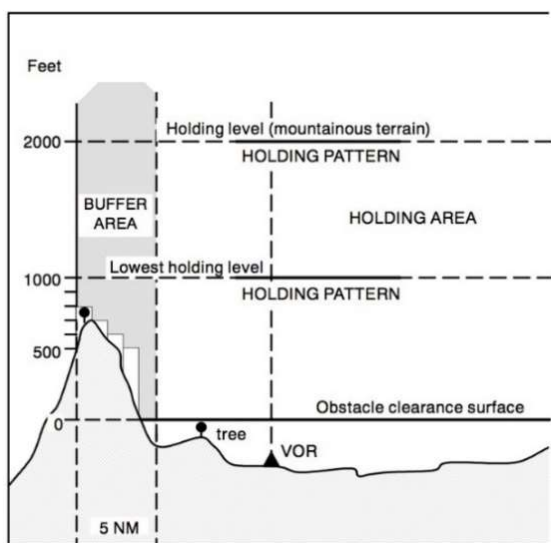 Feet
Holding level (mountainous terrain)
2000
HOLDING PATTERN
BUFFER
AREA
HOLDING AREA
Lowest holding level
1000
HOLDING PATTERN
500
Obstacle clearance surface
0
tree
VOR
5 NM